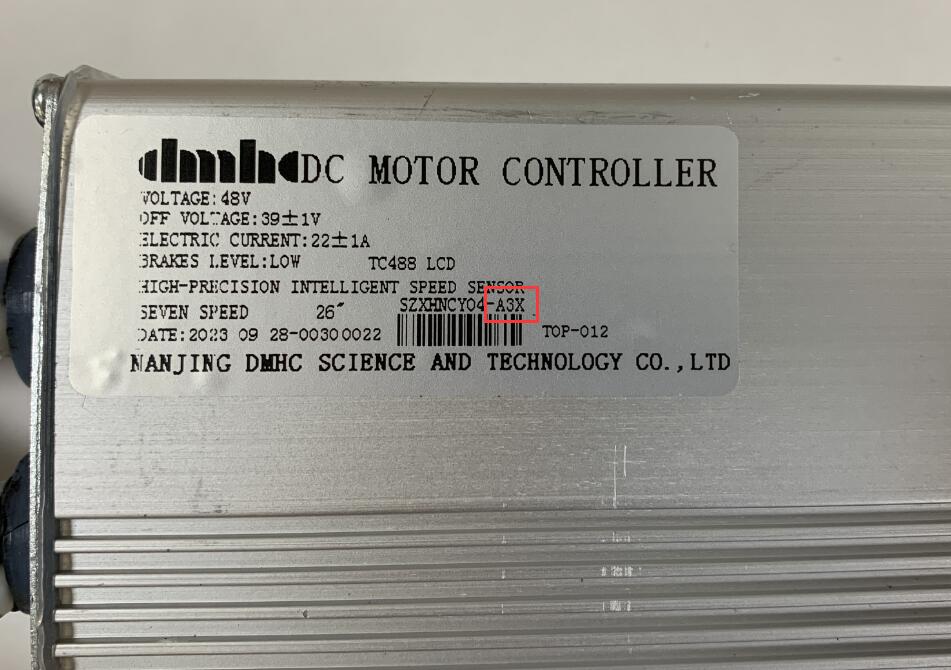 dmhc DC MOTOR CONTROLLER
VOLTAGE:48V
OFF VOLTAGE:39±1V
ELECTRIC CURRENT:22±1A
BRAKES LEVEL:LOW TC488 LCD
HIGH-PRECISION INTELLIGENT SPEED SENSOR
SEVEN SPEED 26″ SZXHNCY04-A3X
DATE:2023 09 28-00300022 TOP-012
NANJING DMHC SCIENCE AND TECHNOLOGY CO.,LTD